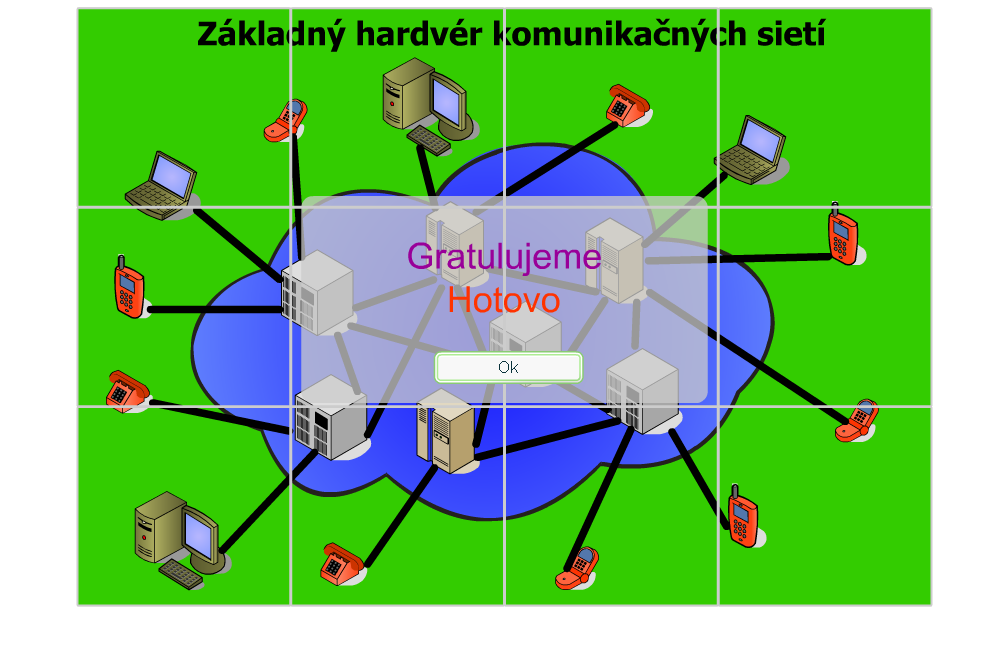 Základný hardvér komunikačných sietí
Gratulujeme
Hotovo
Ok